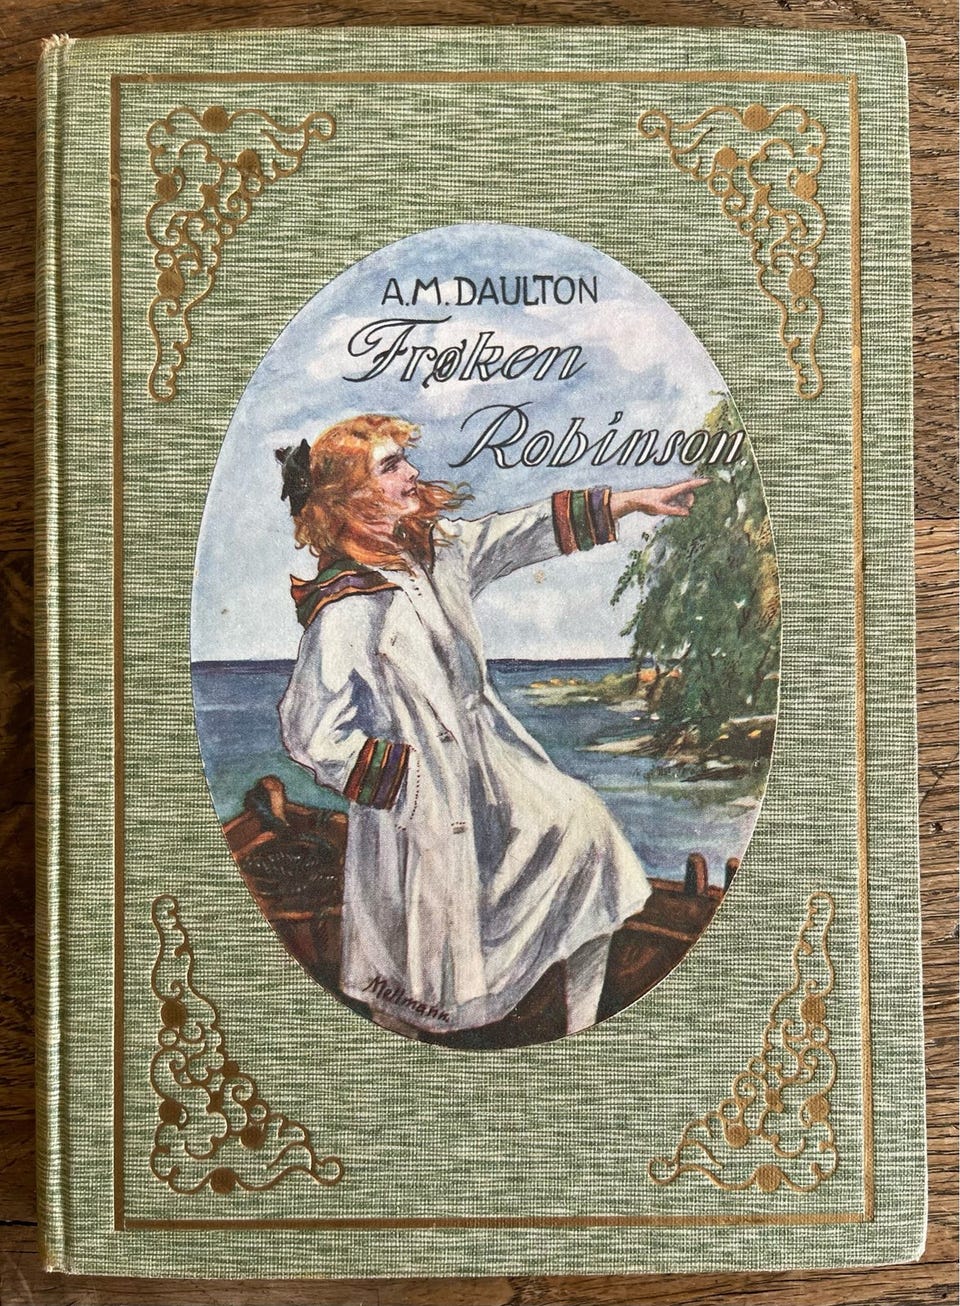 A.M. DAULTON
Frøken
Robinson
Mellmann.